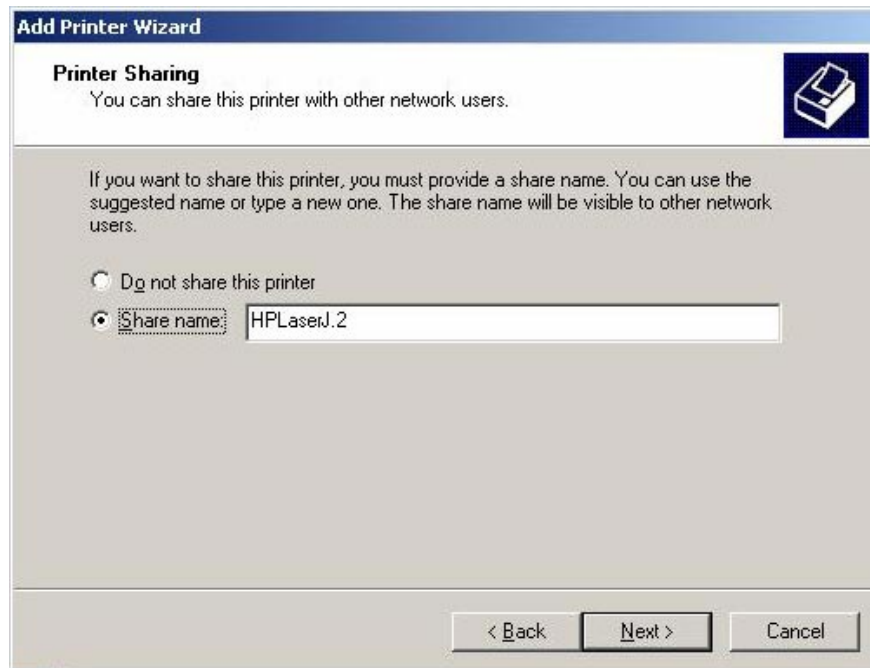 Add Printer Wizard
Printer Sharing
You can share this printer with other network users.
If you want to share this printer, you must provide a share name. You can use the
suggested name or type a new one. The share name will be visible to other network
users.
Do not share this printer
Share name: HPLaserJ.2
< Back Next > Cancel